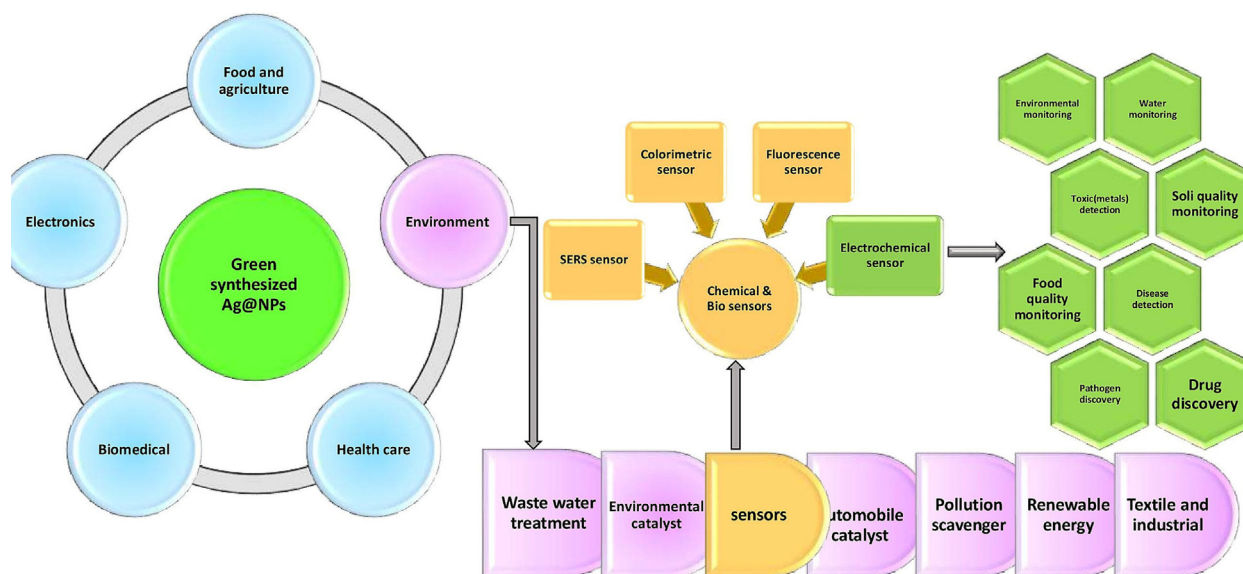 Food and
agriculture
Electronics
Environment
Green
synthesized
Ag@NPs
Biomedical
Health care
Colorimetric
sensor
Fluorescence
sensor
SERS sensor
Electrochemical
sensor
Chemical &
Bio sensors
Environmental
monitoring
Water
monitoring
Toxic(metals)
detection
Soli quality
monitoring
Food
quality
monitoring
Disease
detection
Pathogen
discovery
Drug
discovery
Waste water
treatment
Environmental
catalyst
sensors
utomobile
catalyst
Pollution
scavenger
Renewable
energy
Textile and
industrial